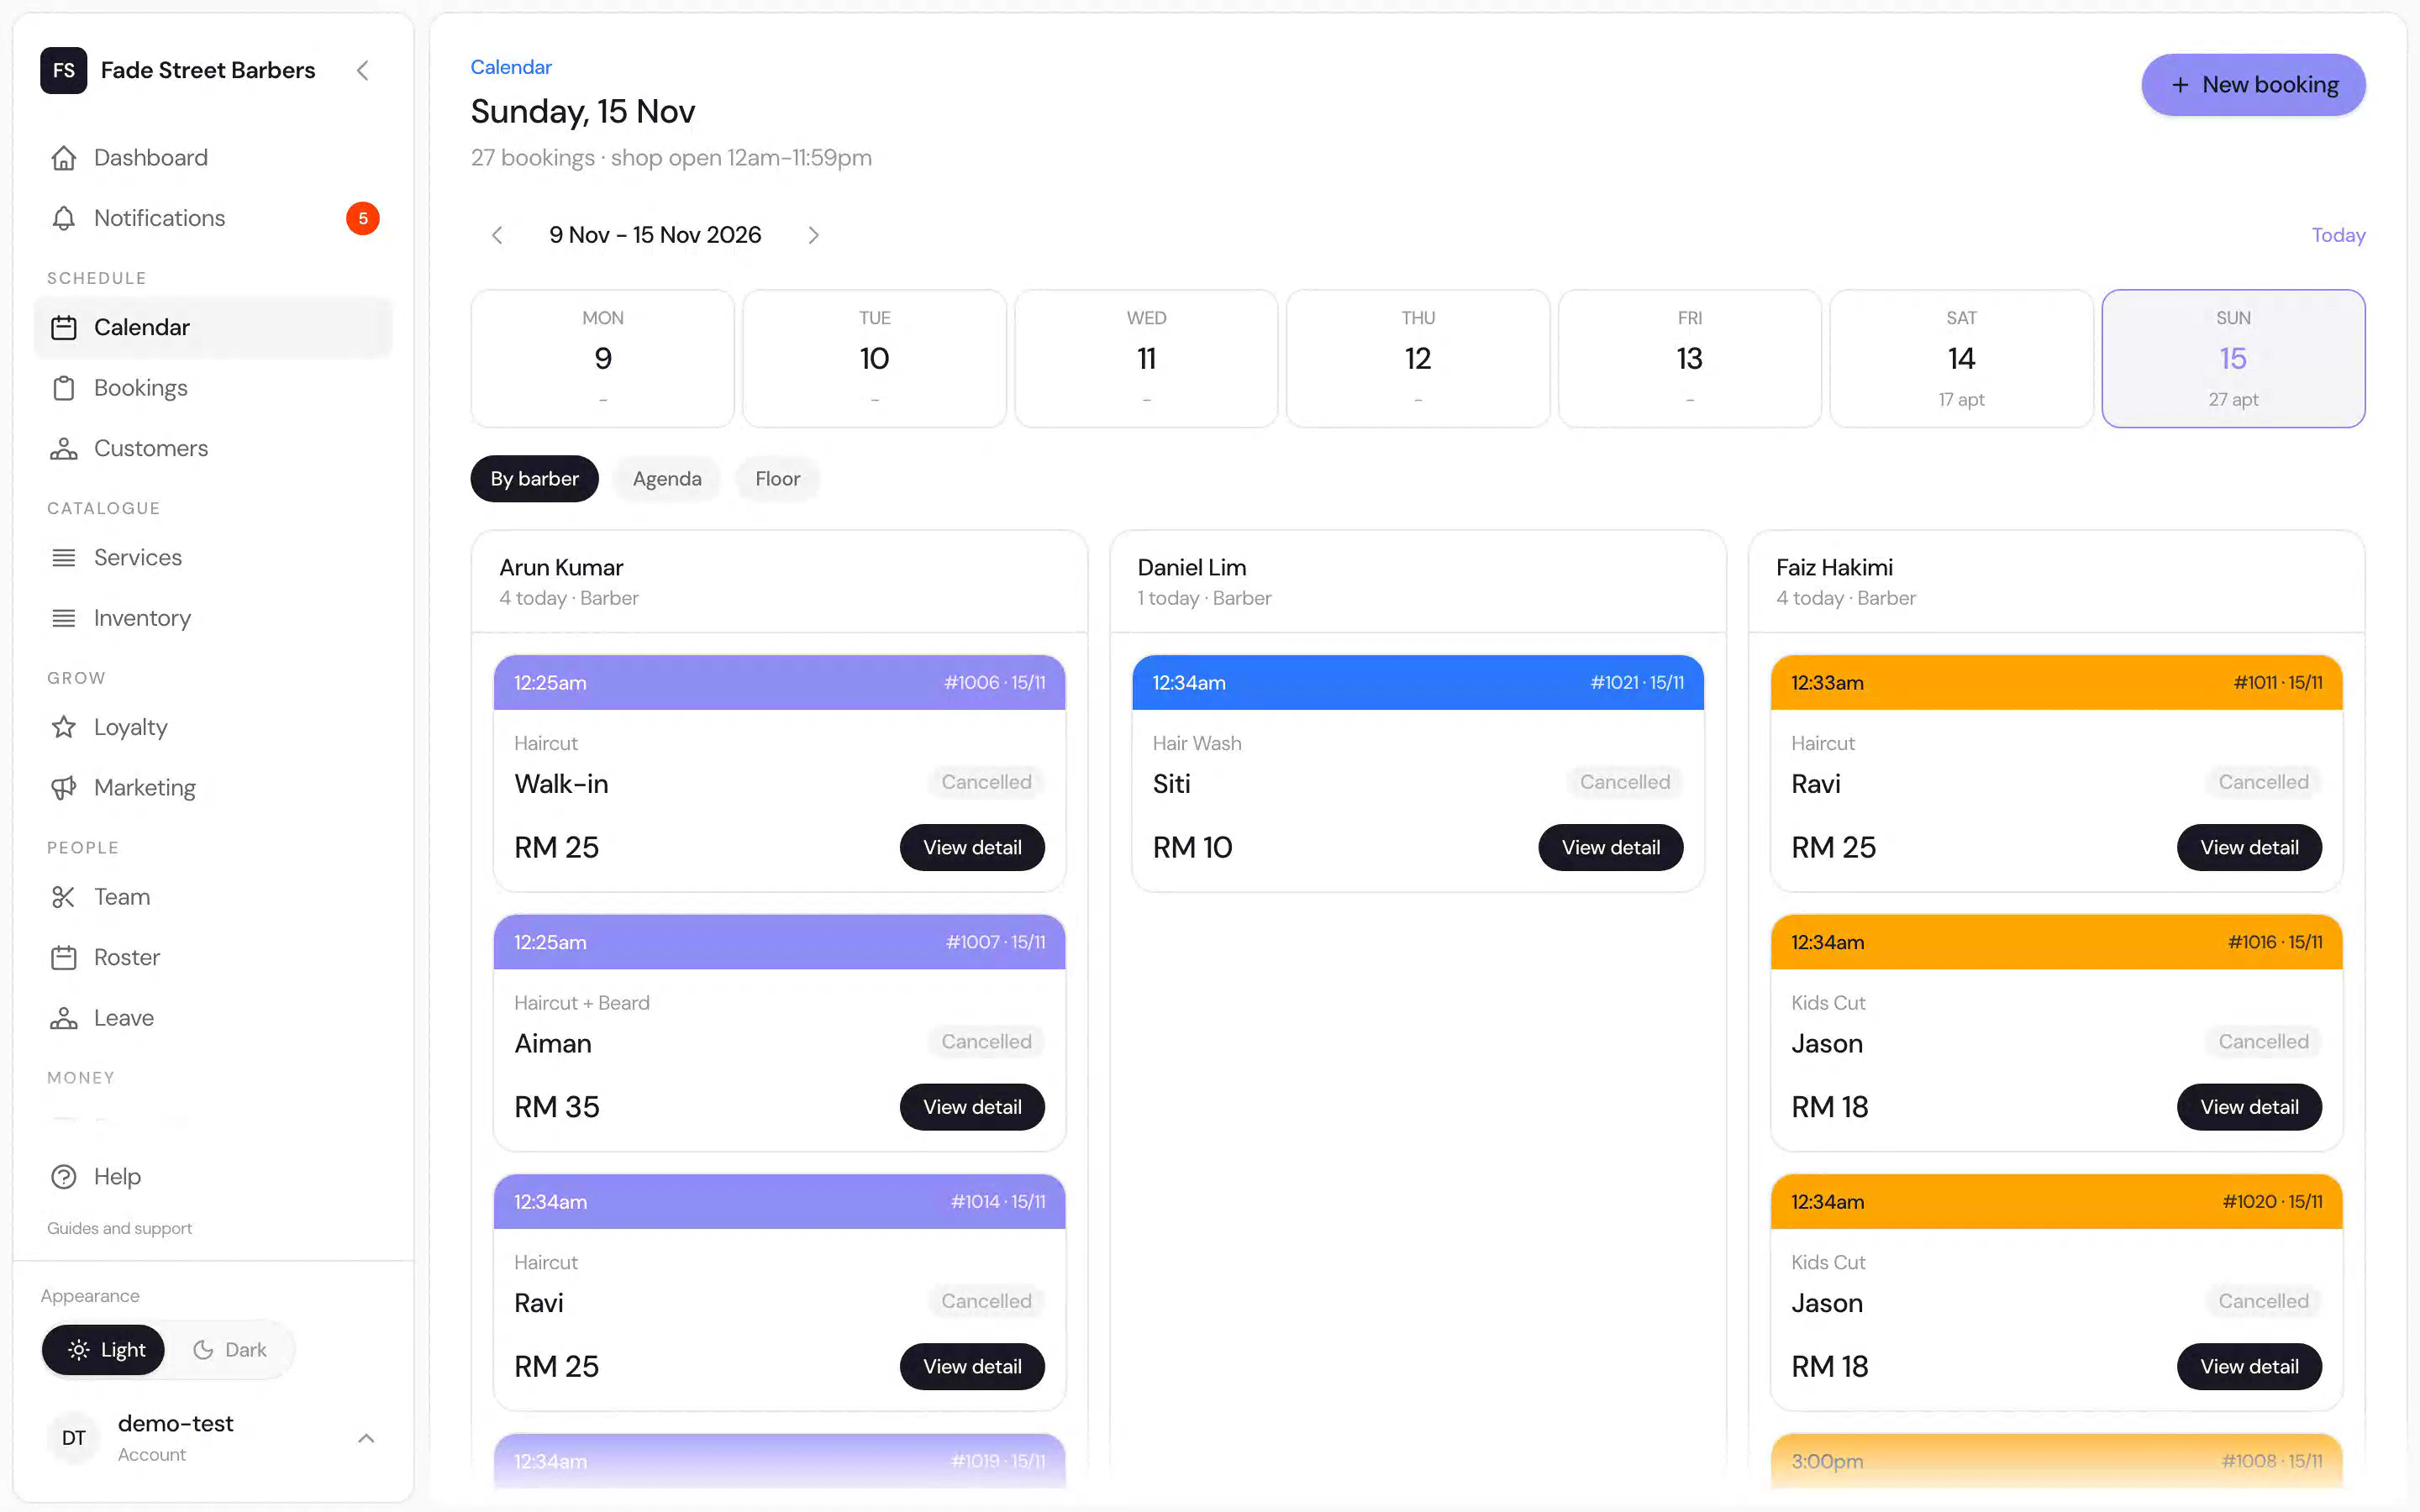 FS Fade Street Barbers
Dashboard
Notifications 5
SCHEDULE
Calendar
Bookings
Customers
CATALOGUE
Services
Inventory
GROW
Loyalty
Marketing
PEOPLE
Team
Roster
Leave
MONEY
Help
Guides and support
Appearance
Light Dark
DT demo-test
Account
Calendar
Sunday, 15 Nov
27 bookings · shop open 12am–11:59pm
+ New booking
9 Nov – 15 Nov 2026
Today
MON
9
-
TUE
10
-
WED
11
-
THU
12
-
FRI
13
-
SAT
14
17 apt
SUN
15
27 apt
By barber Agenda Floor
Arun Kumar
4 today · Barber
12:25am #1006 · 15/11
Haircut
Walk-in Cancelled
RM 25 View detail
12:25am #1007 · 15/11
Haircut + Beard
Aiman Cancelled
RM 35 View detail
12:34am #1014 · 15/11
Haircut
Ravi Cancelled
RM 25 View detail
12:34am #1019 · 15/11
Daniel Lim
1 today · Barber
12:34am #1021 · 15/11
Hair Wash
Siti Cancelled
RM 10 View detail
Faiz Hakimi
4 today · Barber
12:33am #1011 · 15/11
Haircut
Ravi Cancelled
RM 25 View detail
12:34am #1016 · 15/11
Kids Cut
Jason Cancelled
RM 18 View detail
12:34am #1020 · 15/11
Kids Cut
Jason Cancelled
RM 18 View detail
3:00pm #1008 · 15/11